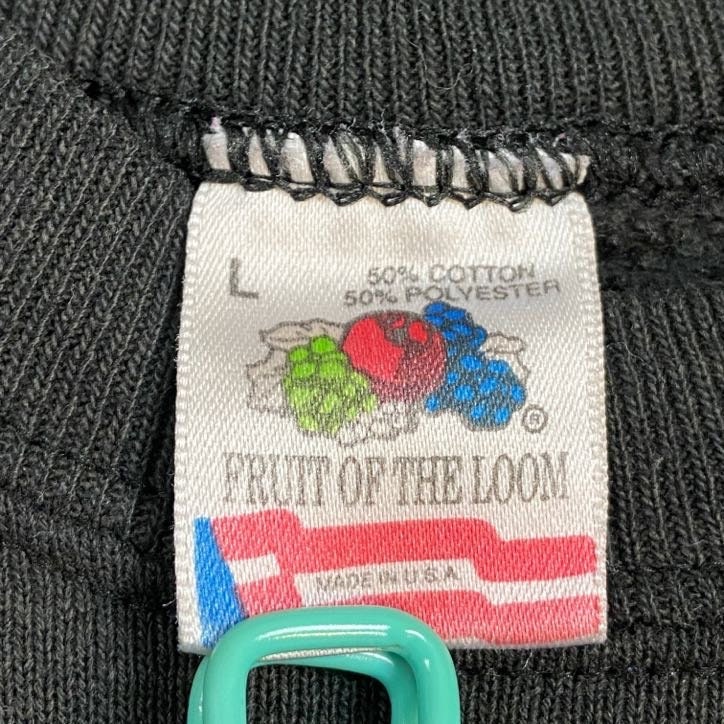 L
50% COTTON
50% POLYESTER
®
FRUIT OF THE LOOM
MADE IN U.S.A.